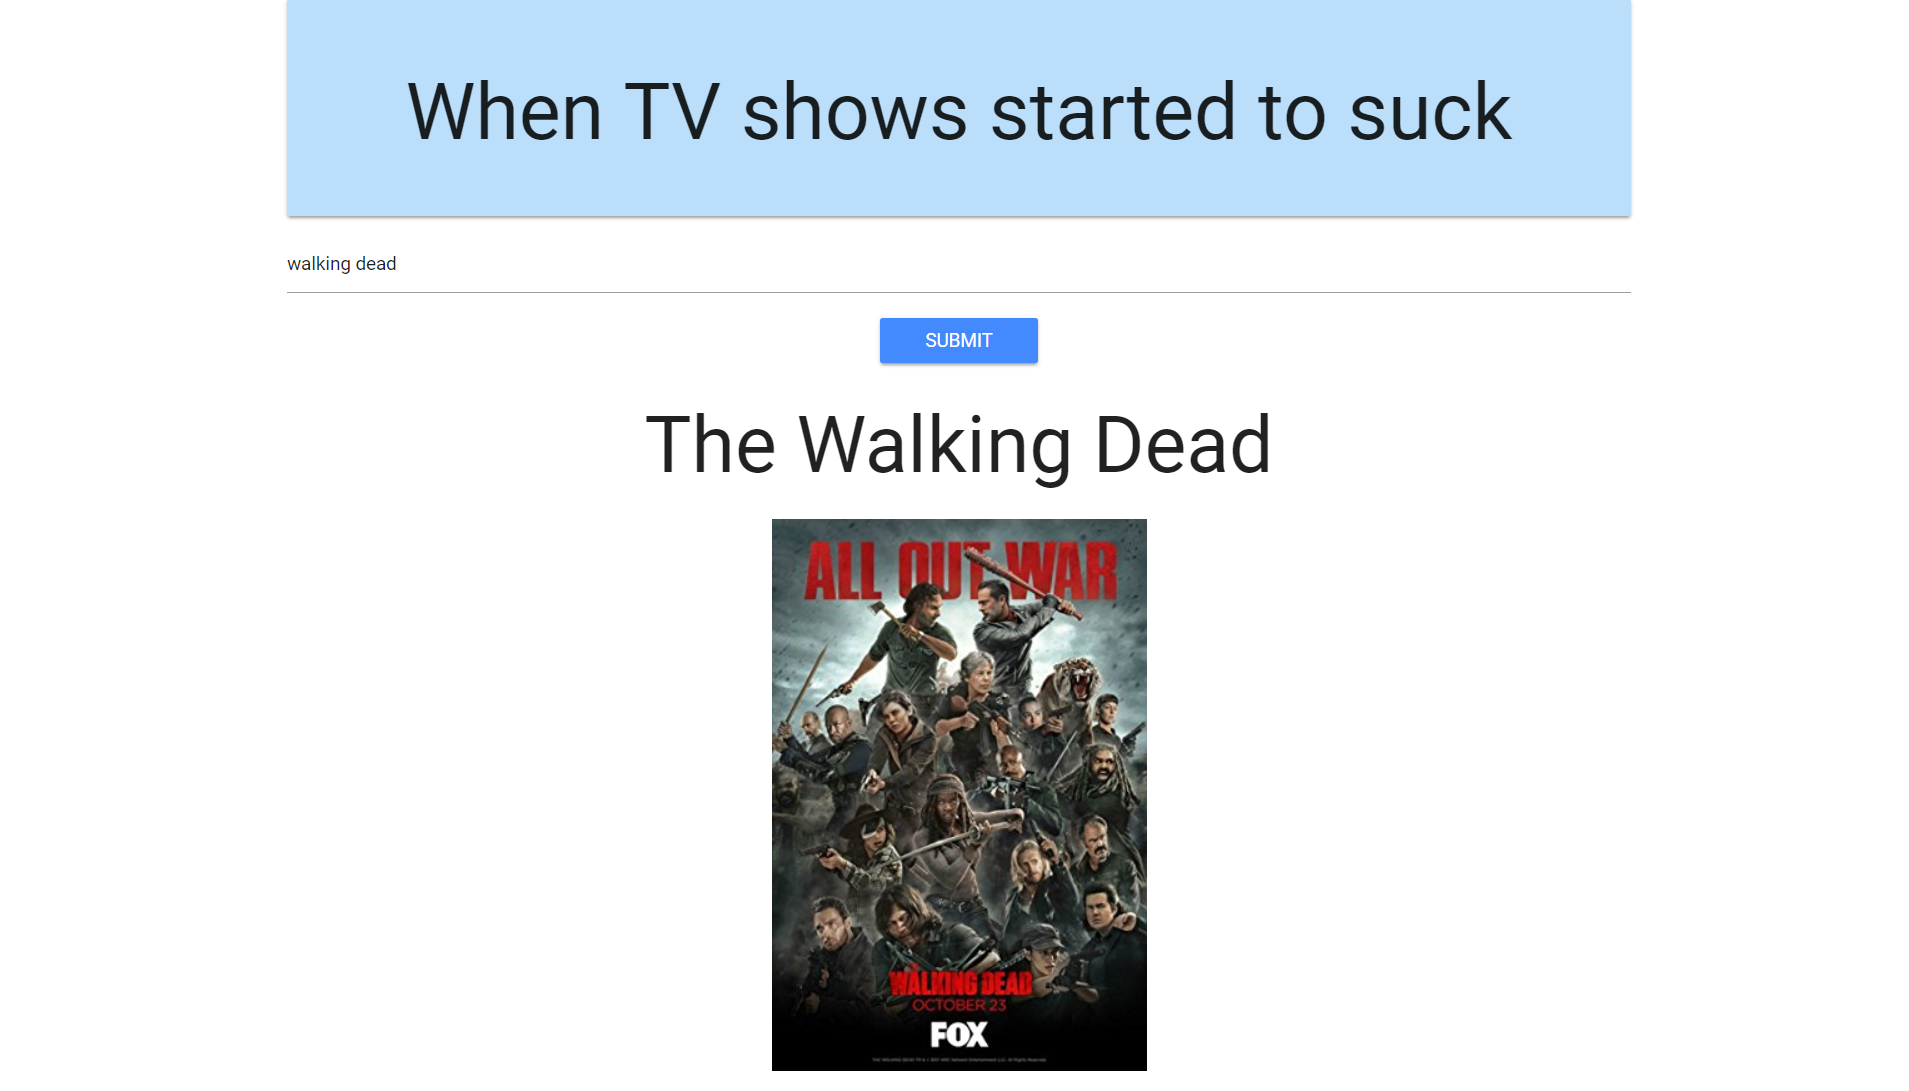 When TV shows started to suck
walking dead
SUBMIT
The Walking Dead
ALL OUT WAR
THE WALKING DEAD
OCTOBER 23
FOX